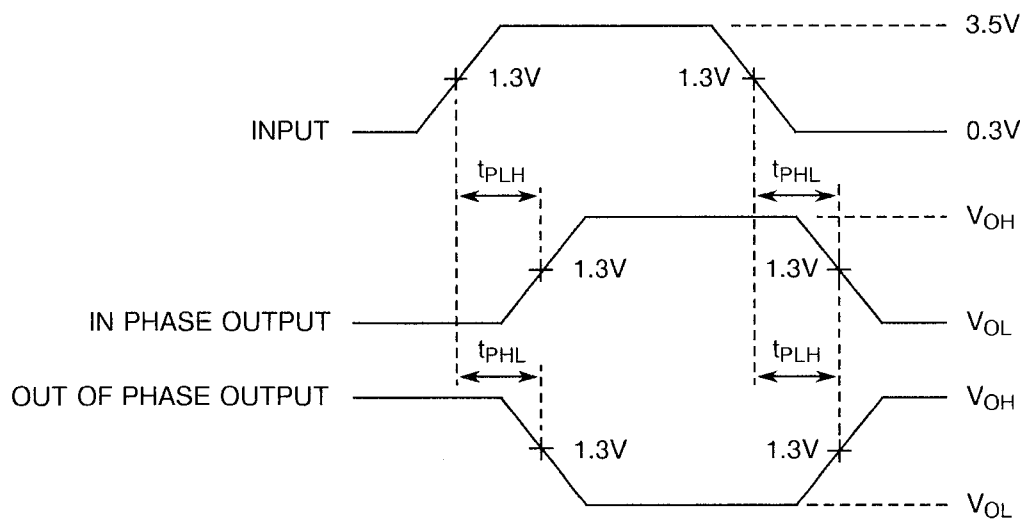 3.5V
1.3V 1.3V
INPUT 0.3V
tPLH tPHL
VOH
1.3V 1.3V
IN PHASE OUTPUT VOL
tPHL tPLH
OUT OF PHASE OUTPUT VOH
1.3V 1.3V
VOL